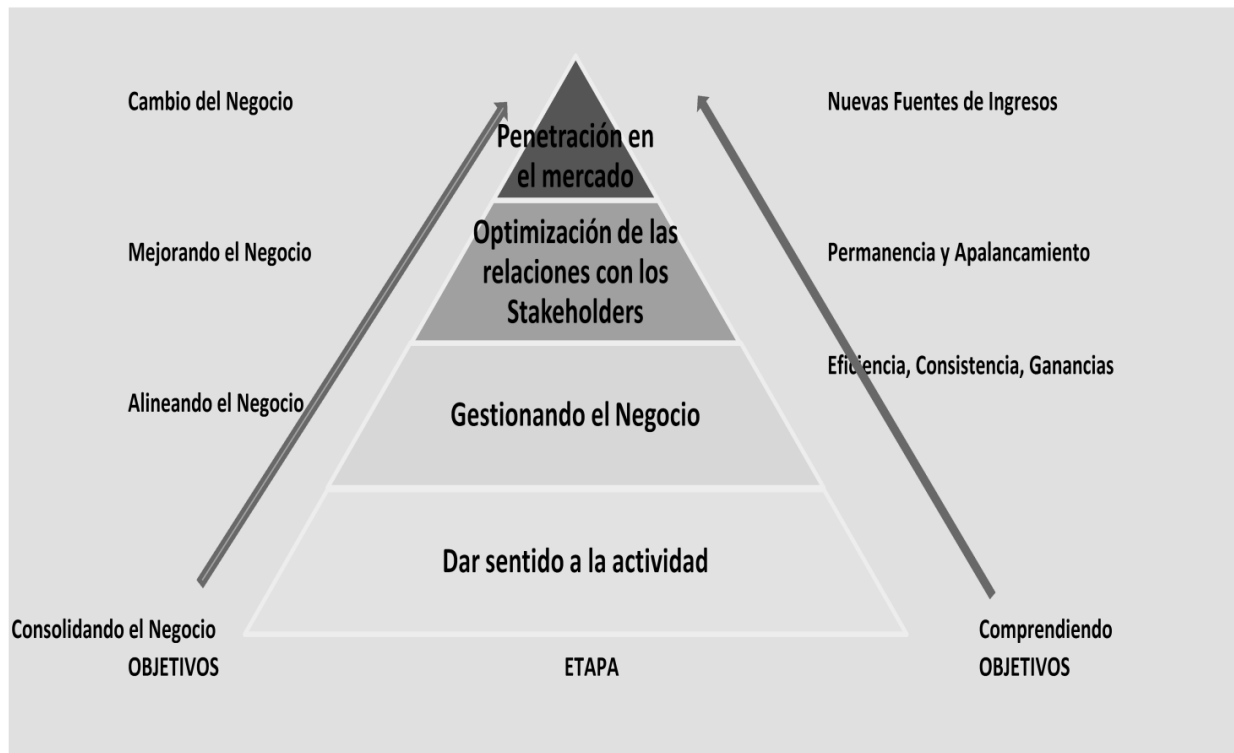 Cambio del Negocio
Nuevas Fuentes de Ingresos
Penetración en
el mercado
Mejorando el Negocio
Optimización de las
relaciones con los
Stakeholders
Permanencia y Apalancamiento
Alineando el Negocio
Gestionando el Negocio
Eficiencia, Consistencia, Ganancias
Dar sentido a la actividad
Consolidando el Negocio
Comprendiendo
OBJETIVOS
ETAPA
OBJETIVOS